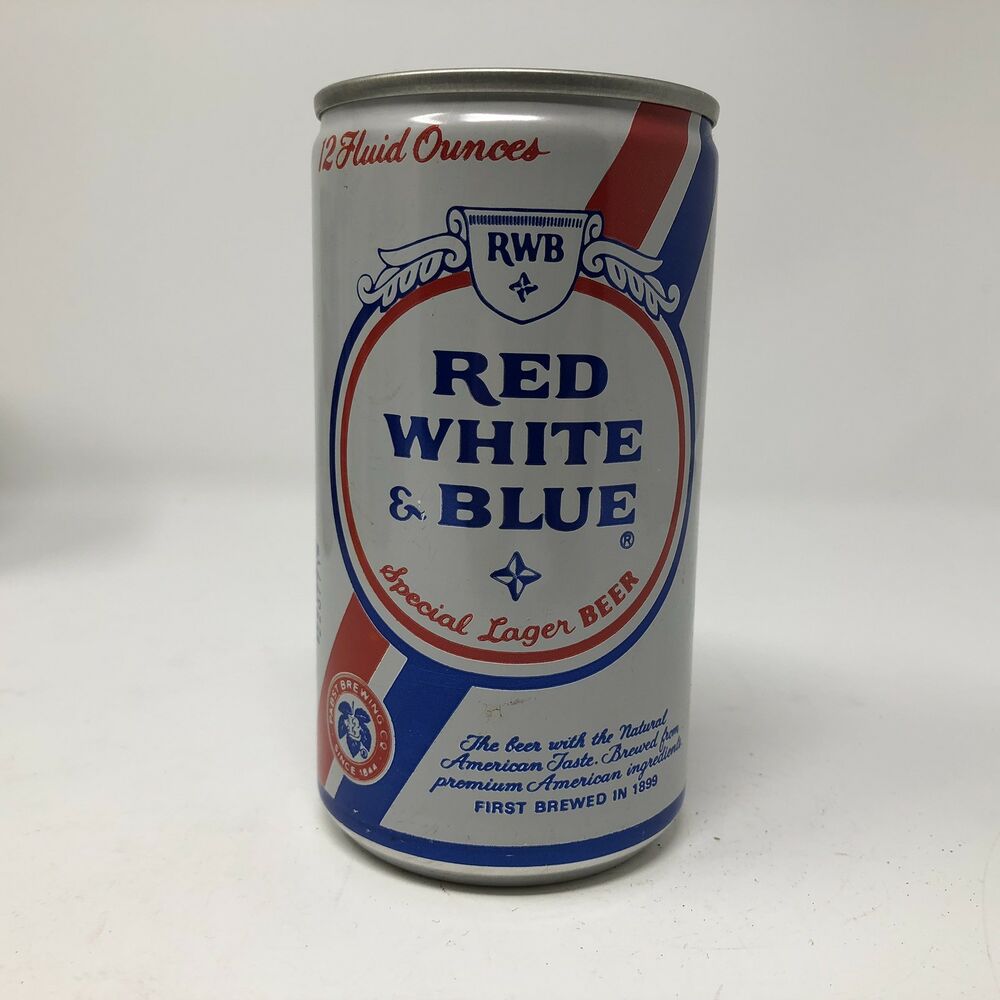 12 Fluid Ounces
RWB
RED
WHITE
& BLUE
®
Special Lager BEER
PABST BREWING CO.
SINCE 1844
The beer with the Natural
American Taste. Brewed from
premium American ingredients.
FIRST BREWED IN 1899